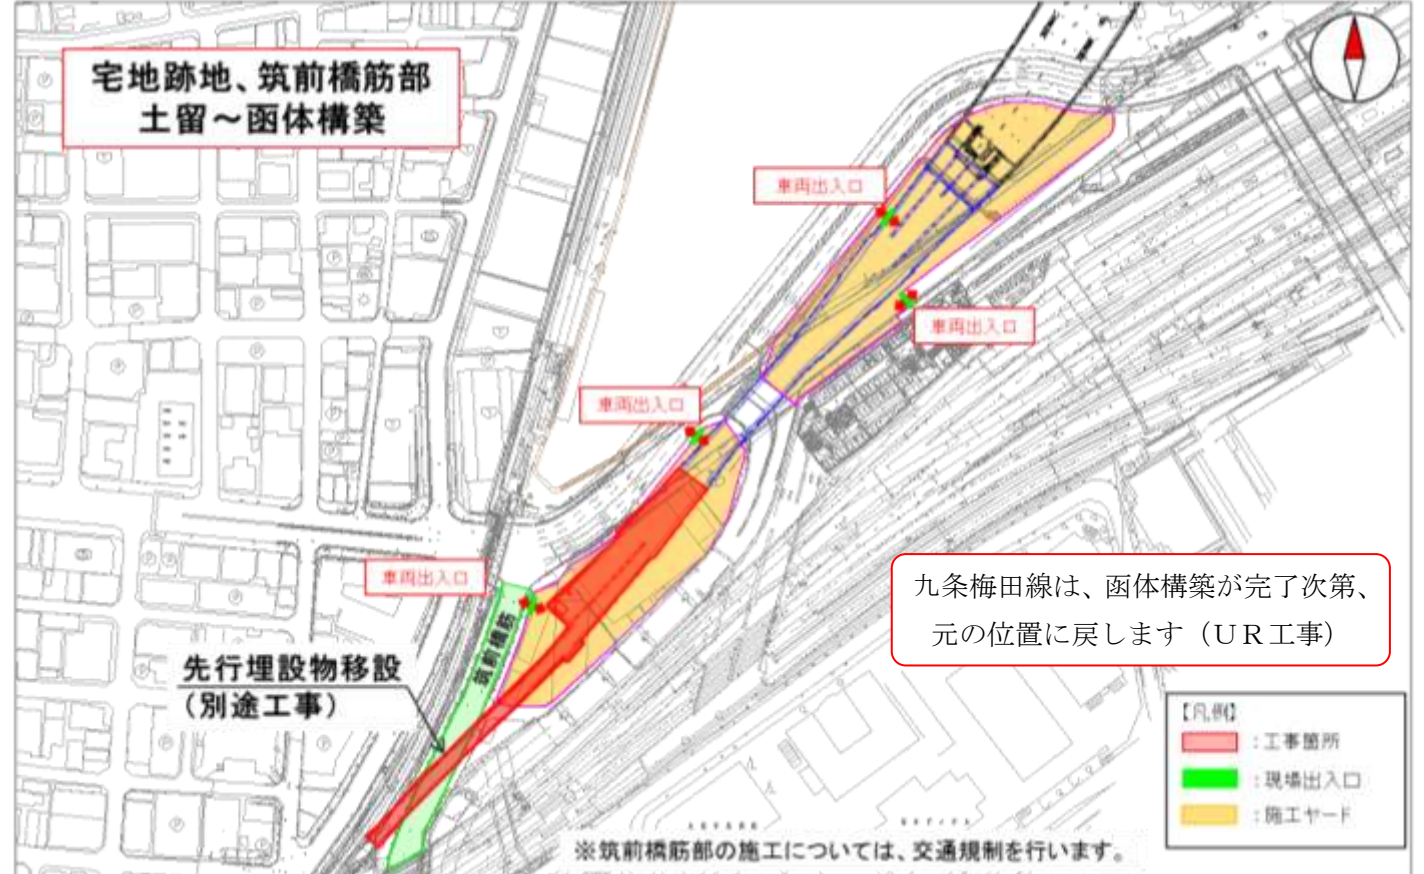 宅地跡地、筑前橋筋部
土留～函体構築
車両出入口
車両出入口
車両出入口
車両出入口
筑前橋筋
先行埋設物移設
（別途工事）
九条梅田線は、函体構築が完了次第、
元の位置に戻します（ＵＲ工事）
【凡例】
：工事箇所
：現場出入口
：施工ヤード
※筑前橋筋部の施工については、交通規制を行います。